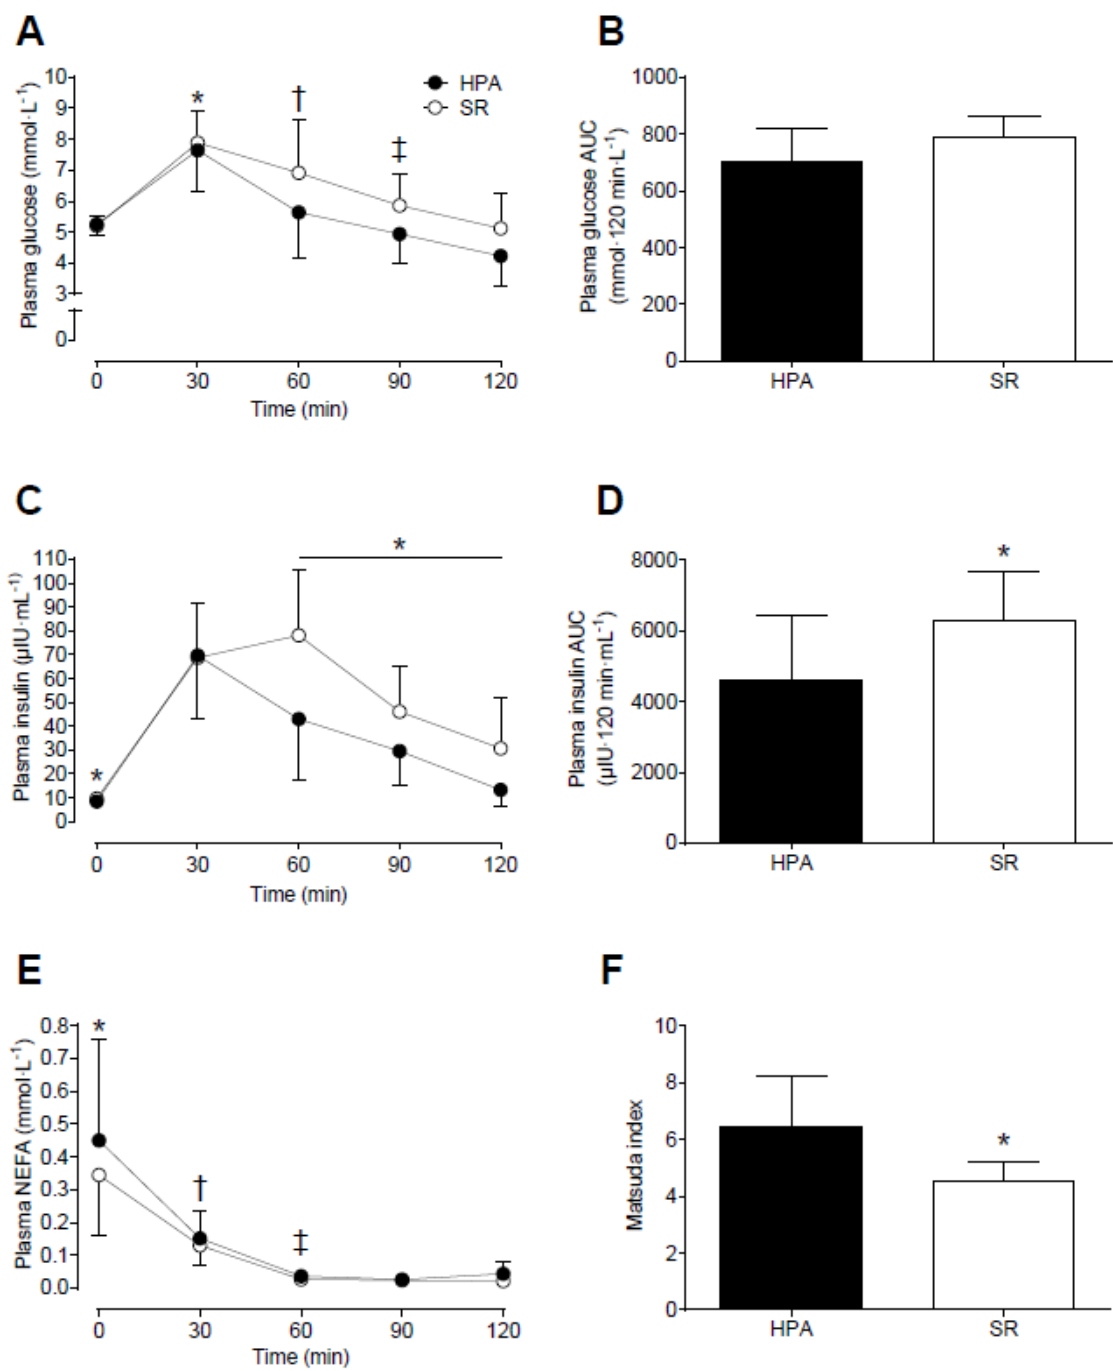 A
Plasma glucose (mmol·L⁻¹)
10
9
8
7
6
5
4
3
0
*
†
‡
HPA
SR
0 30 60 90 120
Time (min)
B
Plasma glucose AUC
(mmol·120 min·L⁻¹)
1000
800
600
400
200
0
HPA SR
C
Plasma insulin (µIU·mL⁻¹)
110
100
90
80
70
60
50
40
30
20
10
0
*
*
0 30 60 90 120
Time (min)
D
Plasma insulin AUC
(µIU·120 min·mL⁻¹)
8000
6000
4000
2000
0
*
HPA SR
E
Plasma NEFA (mmol·L⁻¹)
0.8
0.7
0.6
0.5
0.4
0.3
0.2
0.1
0.0
*
†
‡
0 30 60 90 120
Time (min)
F
Matsuda index
10
8
6
4
2
0
*
HPA SR